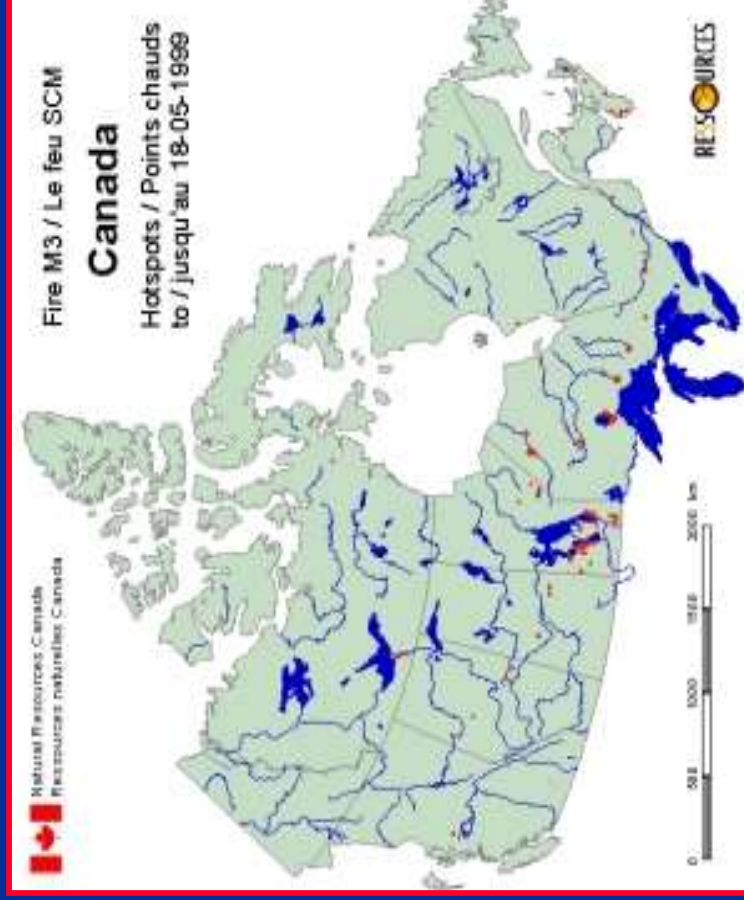 Natural Resources Canada
Ressources naturelles Canada
Fire M3 / Le feu SCM
Canada
Hotspots / Points chauds
to / jusqu'au 18-05-1999
0 500 1000 1500 2000 km
RESSOURCES